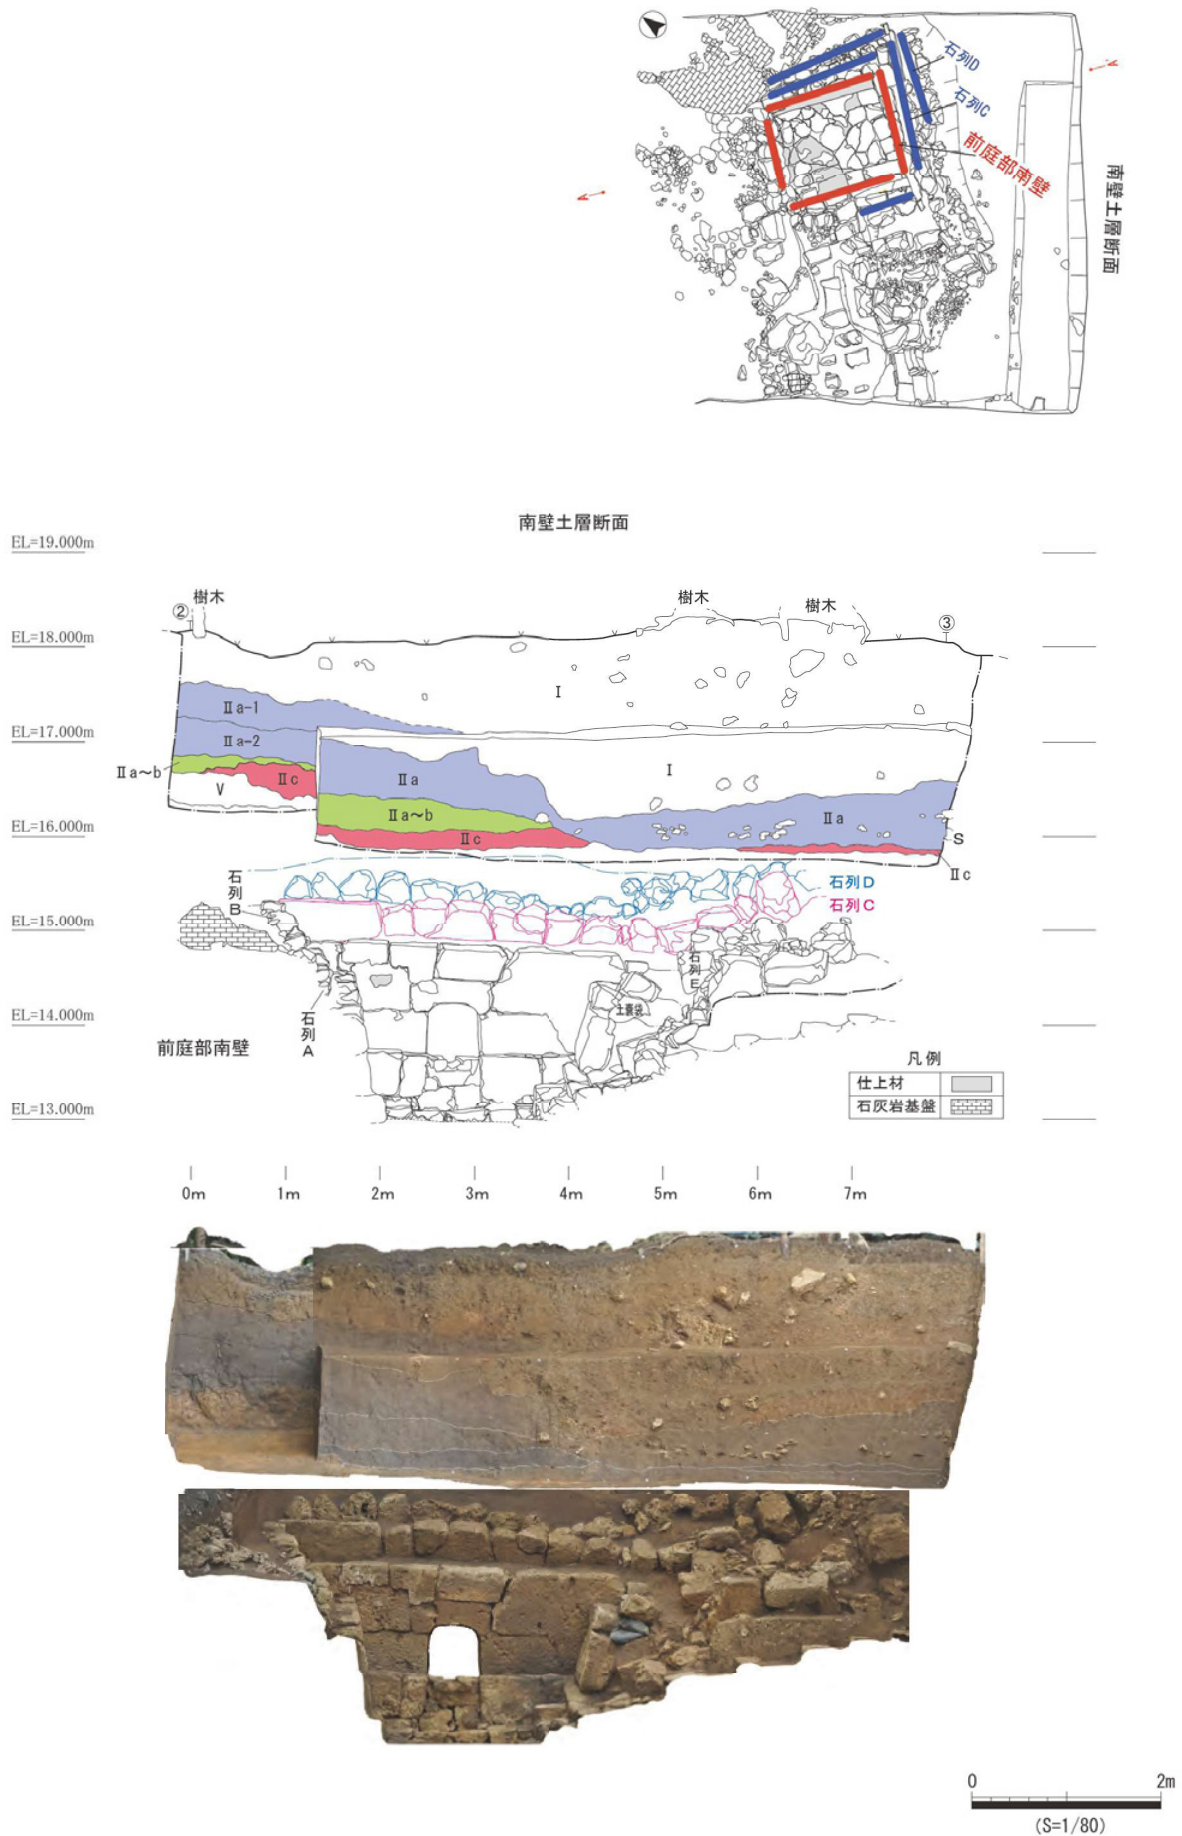 石列D
石列C
前庭部南壁
南壁土層断面
南壁土層断面
EL=19.000m
EL=18.000m
EL=17.000m
EL=16.000m
EL=15.000m
EL=14.000m
EL=13.000m
②
樹木
樹木
樹木
③
Ⅰ
Ⅱa-1
Ⅱa-2
Ⅱa～b
Ⅱc
Ⅴ
Ⅱa
Ⅰ
Ⅱa～b
Ⅱa
Ⅱc
S
Ⅱc
石列B
石列D
石列C
石列E
土嚢袋
石列A
前庭部南壁
凡例
仕上材
石灰岩基盤
0m 1m 2m 3m 4m 5m 6m 7m
0 2m
(S=1/80)